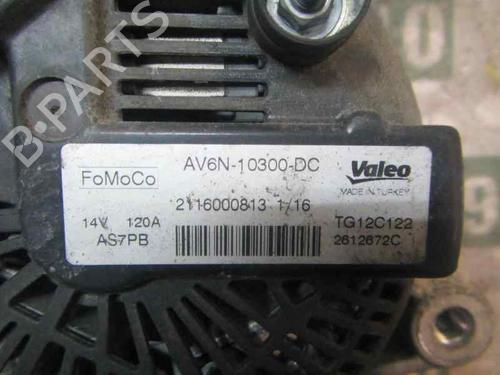 B-PARTS
FoMoCo
AV6N-10300-DC
Valeo
MADE IN TURKEY
2116000813 1/16
14V 120A
TG12C122
AS7PB
2612672C